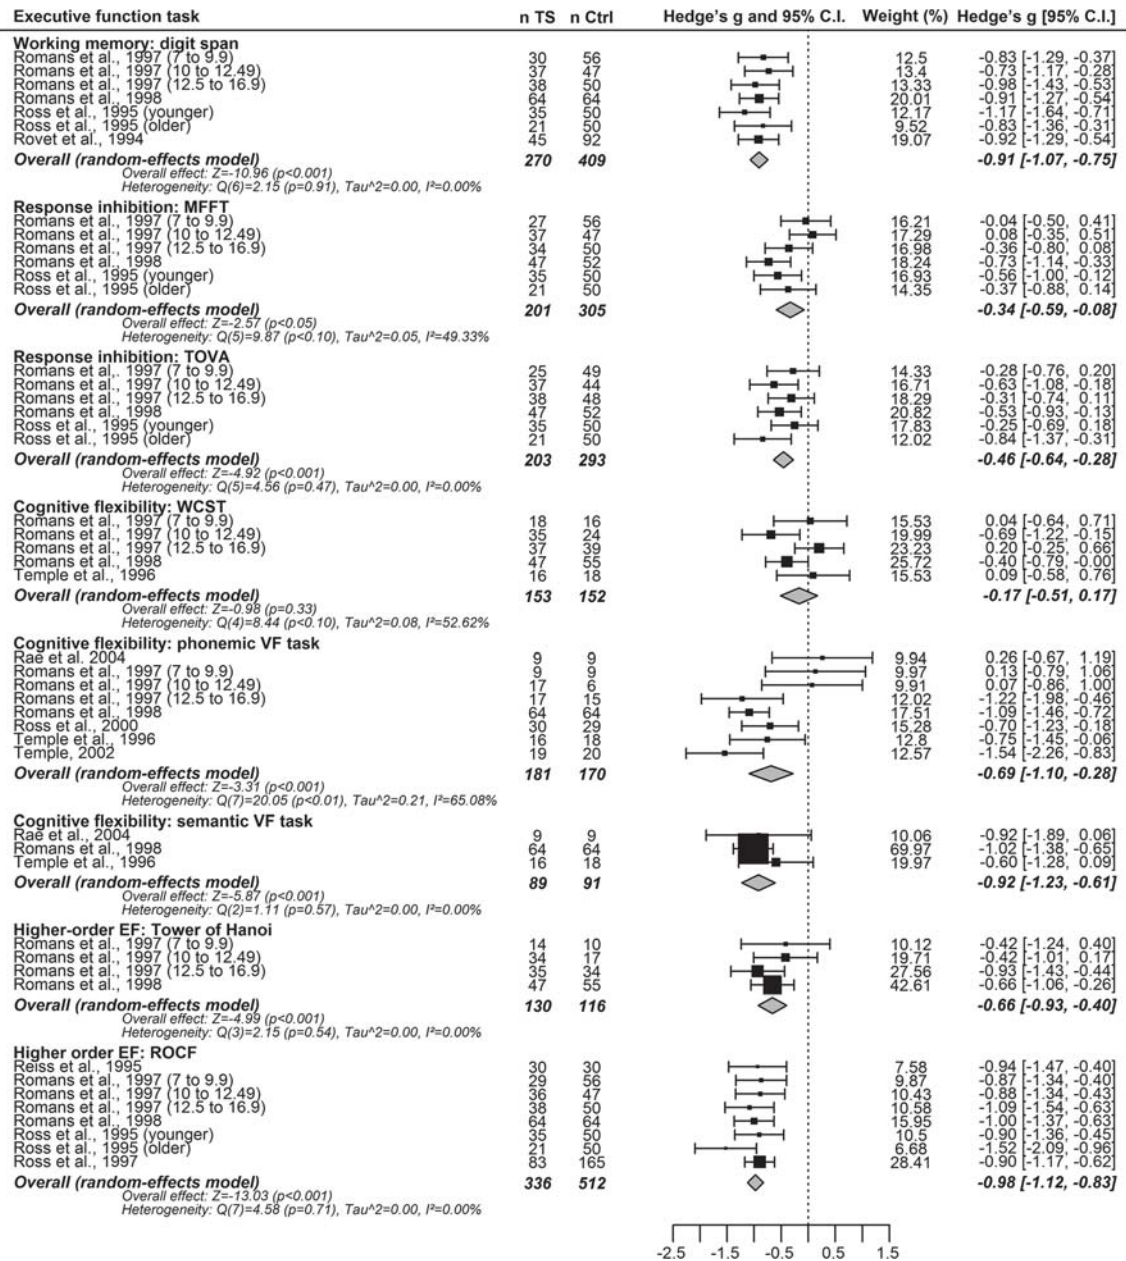 Executive function task n TS n Ctrl Hedge's g and 95% C.I. Weight (%) Hedge's g [95% C.I.]
Working memory: digit span
Romans et al., 1997 (7 to 9.9) 30 56 12.5 -0.83 [-1.29, -0.37]
Romans et al., 1997 (10 to 12.49) 37 47 13.4 -0.73 [-1.17, -0.28]
Romans et al., 1997 (12.5 to 16.9) 38 50 13.33 -0.98 [-1.43, -0.53]
Romans et al., 1998 64 64 20.01 -0.91 [-1.27, -0.54]
Ross et al., 1995 (younger) 35 50 12.17 -1.17 [-1.64, -0.71]
Ross et al., 1995 (older) 21 50 9.52 -0.83 [-1.36, -0.31]
Rovet et al., 1994 45 92 19.07 -0.92 [-1.29, -0.54]
Overall (random-effects model) 270 409 -0.91 [-1.07, -0.75]
Overall effect: Z=-10.96 (p<0.001)
Heterogeneity: Q(6)=2.15 (p=0.91), Tau^2=0.00, I²=0.00%
Response inhibition: MFFT
Romans et al., 1997 (7 to 9.9) 27 56 16.21 -0.04 [-0.50, 0.41]
Romans et al., 1997 (10 to 12.49) 37 47 17.29 0.08 [-0.35, 0.51]
Romans et al., 1997 (12.5 to 16.9) 34 50 16.98 -0.36 [-0.80, 0.08]
Romans et al., 1998 47 52 18.24 -0.73 [-1.14, -0.33]
Ross et al., 1995 (younger) 35 50 16.93 -0.56 [-1.00, -0.12]
Ross et al., 1995 (older) 21 50 14.35 -0.37 [-0.88, 0.14]
Overall (random-effects model) 201 305 -0.34 [-0.59, -0.08]
Overall effect: Z=-2.57 (p<0.05)
Heterogeneity: Q(5)=9.87 (p<0.10), Tau^2=0.05, I²=49.33%
Response inhibition: TOVA
Romans et al,. 1997 (7 to 9.9) 25 49 14.33 -0.28 [-0.76, 0.20]
Romans et al., 1997 (10 to 12.49) 37 44 16.71 -0.63 [-1.08, -0.18]
Romans et al., 1997 (12.5 to 16.9) 38 48 18.29 -0.31 [-0.74, 0.11]
Romans et al., 1998 47 52 20.82 -0.53 [-0.93, -0.13]
Ross et al., 1995 (younger) 35 50 17.83 -0.25 [-0.69, 0.18]
Ross et al., 1995 (older) 21 50 12.02 -0.84 [-1.37, -0.31]
Overall (random-effects model) 203 293 -0.46 [-0.64, -0.28]
Overall effect: Z=-4.92 (p<0.001)
Heterogeneity: Q(5)=4.56 (p=0.47), Tau^2=0.00, I²=0.00%
Cognitive flexibility: WCST
Romans et al., 1997 (7 to 9.9) 18 16 15.53 0.04 [-0.64, 0.71]
Romans et al., 1997 (10 to 12.49) 35 24 19.99 -0.69 [-1.22, -0.15]
Romans et al., 1997 (12.5 to 16.9) 37 39 23.23 0.20 [-0.25, 0.66]
Romans et al., 1998 47 55 25.72 -0.40 [-0.79, -0.00]
Temple et al., 1996 16 18 15.53 0.09 [-0.58, 0.76]
Overall (random-effects model) 153 152 -0.17 [-0.51, 0.17]
Overall effect: Z=-0.98 (p=0.33)
Heterogeneity: Q(4)=8.44 (p<0.10), Tau^2=0.08, I²=52.62%
Cognitive flexibility: phonemic VF task
Rae et al. 2004 9 9 9.94 0.26 [-0.67, 1.19]
Romans et al., 1997 (7 to 9.9) 9 9 9.97 0.13 [-0.79, 1.06]
Romans et al., 1997 (10 to 12.49) 17 6 9.91 0.07 [-0.86, 1.00]
Romans et al., 1997 (12.5 to 16.9) 17 15 12.02 -1.22 [-1.98, -0.46]
Romans et al., 1998 64 64 17.51 -1.09 [-1.46, -0.72]
Ross et al., 2000 30 29 15.28 -0.70 [-1.23, -0.18]
Temple et al., 1996 16 18 12.8 -0.75 [-1.45, -0.06]
Temple, 2002 19 20 12.57 -1.54 [-2.26, -0.83]
Overall (random-effects model) 181 170 -0.69 [-1.10, -0.28]
Overall effect: Z=-3.31 (p<0.001)
Heterogeneity: Q(7)=20.05 (p<0.01), Tau^2=0.21, I²=65.08%
Cognitive flexibility: semantic VF task
Rae et al., 2004 9 9 10.06 -0.92 [-1.89, 0.06]
Romans et al., 1998 64 64 69.97 -1.02 [-1.38, -0.65]
Temple et al., 1996 16 18 19.97 -0.60 [-1.28, 0.09]
Overall (random-effects model) 89 91 -0.92 [-1.23, -0.61]
Overall effect: Z=-5.87 (p<0.001)
Heterogeneity: Q(2)=1.11 (p=0.57), Tau^2=0.00, I²=0.00%
Higher-order EF: Tower of Hanoi
Romans et al., 1997 (7 to 9.9) 14 10 10.12 -0.42 [-1.24, 0.40]
Romans et al., 1997 (10 to 12.49) 34 17 19.71 -0.42 [-1.01, 0.17]
Romans et al., 1997 (12.5 to 16.9) 35 34 27.56 -0.93 [-1.43, -0.44]
Romans et al., 1998 47 55 42.61 -0.66 [-1.06, -0.26]
Overall (random-effects model) 130 116 -0.66 [-0.93, -0.40]
Overall effect: Z=-4.99 (p<0.001)
Heterogeneity: Q(3)=2.15 (p=0.54), Tau^2=0.00, I²=0.00%
Higher order EF: ROCF
Reiss et al., 1995 30 30 7.58 -0.94 [-1.47, -0.40]
Romans et al., 1997 (7 to 9.9) 29 56 9.87 -0.87 [-1.34, -0.40]
Romans et al., 1997 (10 to 12.49) 36 47 10.43 -0.88 [-1.34, -0.43]
Romans et al., 1997 (12.5 to 16.9) 38 50 10.58 -1.09 [-1.54, -0.63]
Romans et al., 1998 64 64 15.95 -1.00 [-1.37, -0.63]
Ross et al., 1995 (younger) 35 50 10.5 -0.90 [-1.36, -0.45]
Ross et al., 1995 (older) 21 50 6.68 -1.52 [-2.09, -0.96]
Ross et al., 1997 83 165 28.41 -0.90 [-1.17, -0.62]
Overall (random-effects model) 336 512 -0.98 [-1.12, -0.83]
Overall effect: Z=-13.03 (p<0.001)
Heterogeneity: Q(7)=4.58 (p=0.71), Tau^2=0.00, I²=0.00%
-2.5 -1.5 -0.5 0.5 1.5